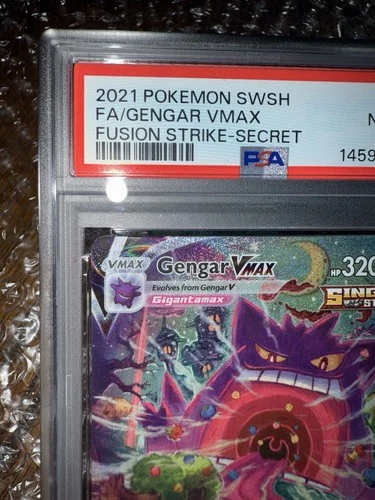 2021 POKEMON SWSH
FA/GENGAR VMAX
FUSION STRIKE-SECRET
PSA
1459
VMAX
Gengar VMAX
HP 320
Evolves from Gengar V
Gigantamax